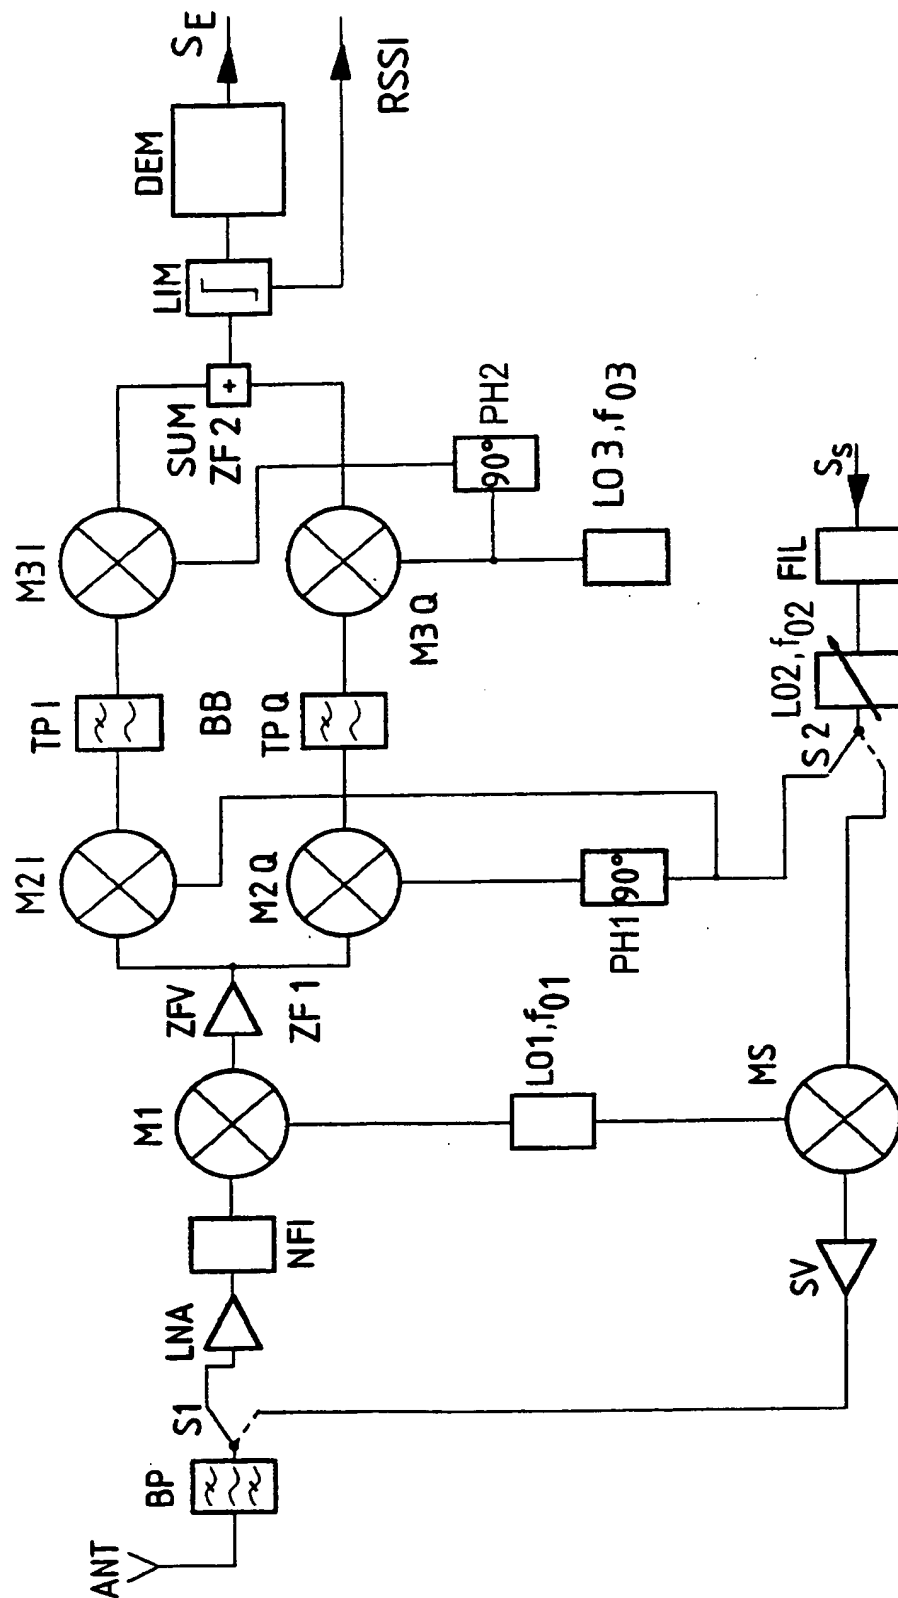 ANT
BP
S1
LNA
NFI
M1
ZFV
ZF1
M2I
M2Q
TPI
BB
TPQ
M3I
M3Q
SUM
+
ZF2
LIM
DEM
SE
RSSI
90° PH2
LO3,f03
LO1,f01
PH1 90°
MS
SV
S2
LO2,f02
FIL
SS